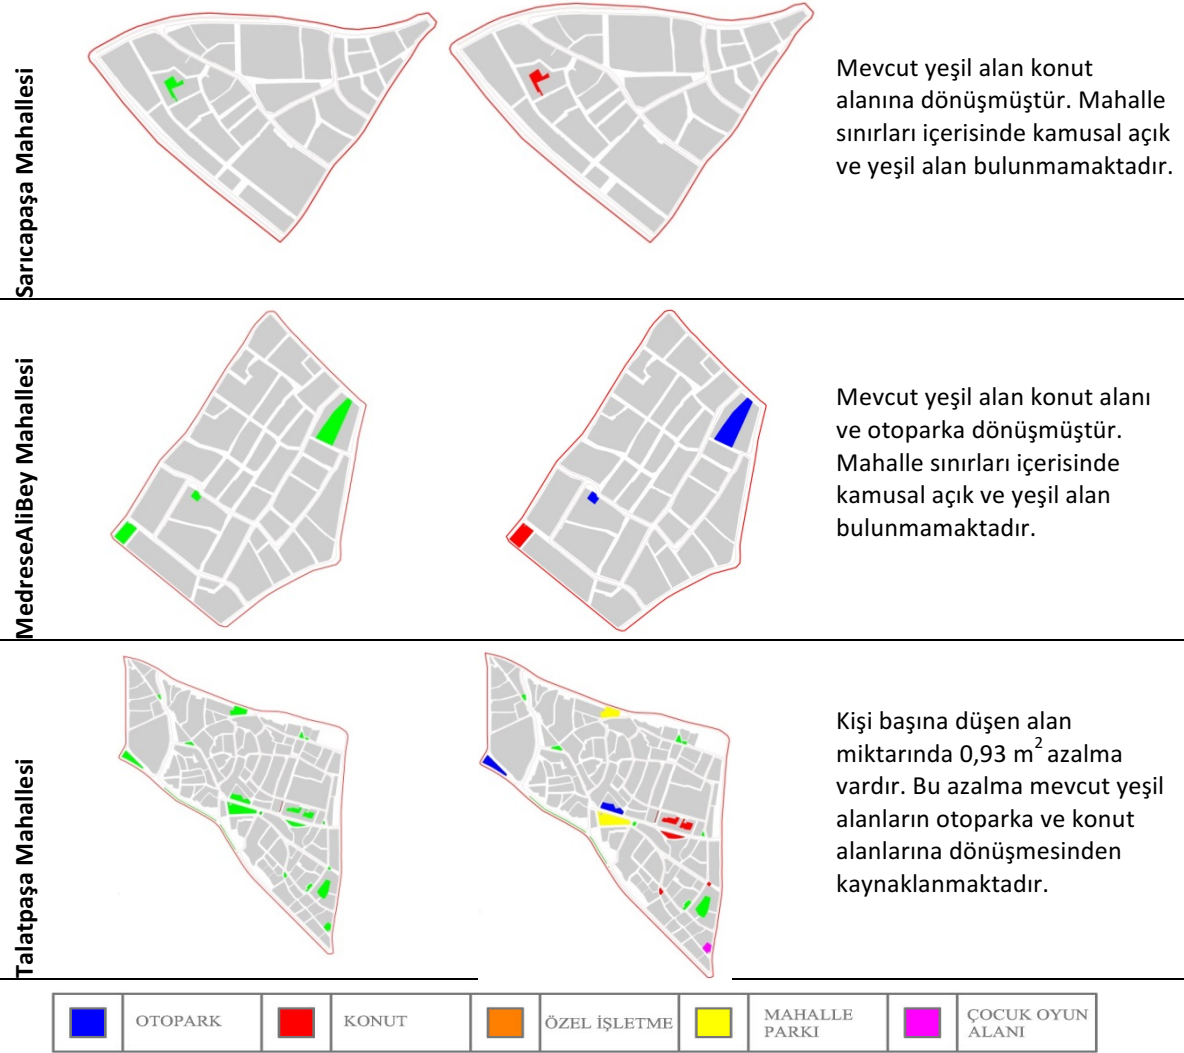 Sarıcapaşa Mahallesi
Mevcut yeşil alan konut
alanına dönüşmüştür. Mahalle
sınırları içerisinde kamusal açık
ve yeşil alan bulunmamaktadır.
MedreseAliBey Mahallesi
Mevcut yeşil alan konut alanı
ve otoparka dönüşmüştür.
Mahalle sınırları içerisinde
kamusal açık ve yeşil alan
bulunmamaktadır.
Talatpaşa Mahallesi
Kişi başına düşen alan
miktarında 0,93 m² azalma
vardır. Bu azalma mevcut yeşil
alanların otoparka ve konut
alanlarına dönüşmesinden
kaynaklanmaktadır.
OTOPARK
KONUT
ÖZEL İŞLETME
MAHALLE
PARKI
ÇOCUK OYUN
ALANI